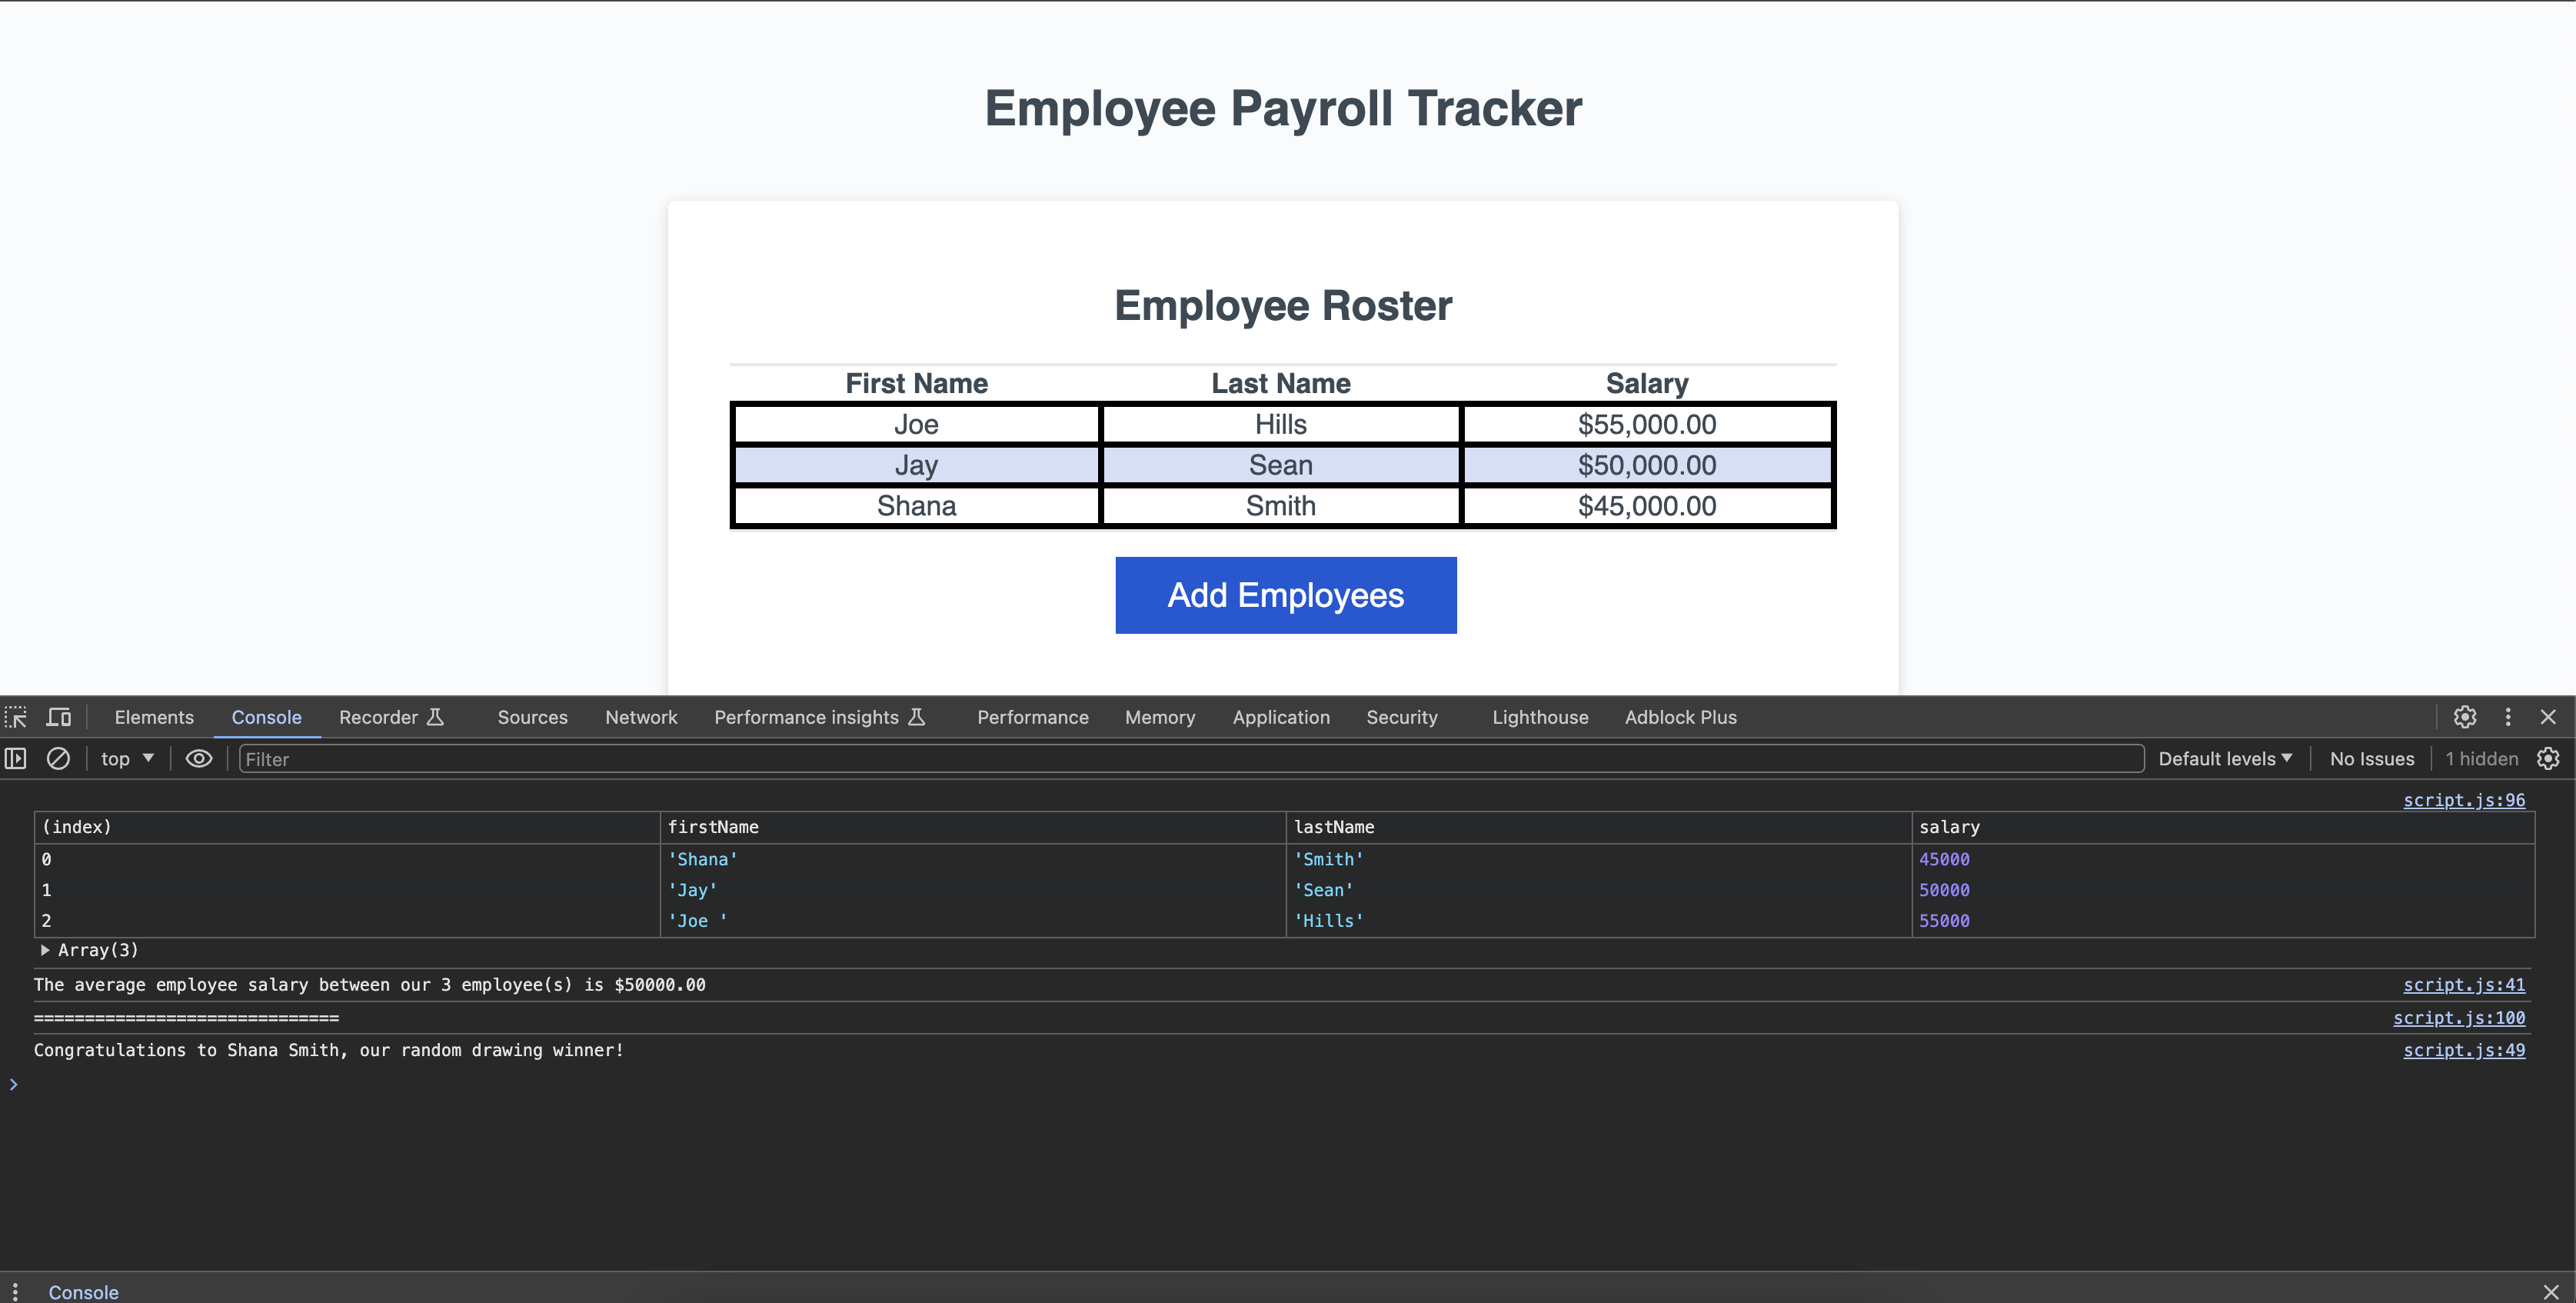 Employee Payroll Tracker
Employee Roster
First Name Last Name Salary
Joe Hills $55,000.00
Jay Sean $50,000.00
Shana Smith $45,000.00
Add Employees
Elements Console Recorder Sources Network Performance insights Performance Memory Application Security Lighthouse Adblock Plus
top Filter Default levels No Issues 1 hidden
script.js:96
(index) firstName lastName salary
0 'Shana' 'Smith' 45000
1 'Jay' 'Sean' 50000
2 'Joe ' 'Hills' 55000
Array(3)
The average employee salary between our 3 employee(s) is $50000.00 script.js:41
============================== script.js:100
Congratulations to Shana Smith, our random drawing winner! script.js:49
Console